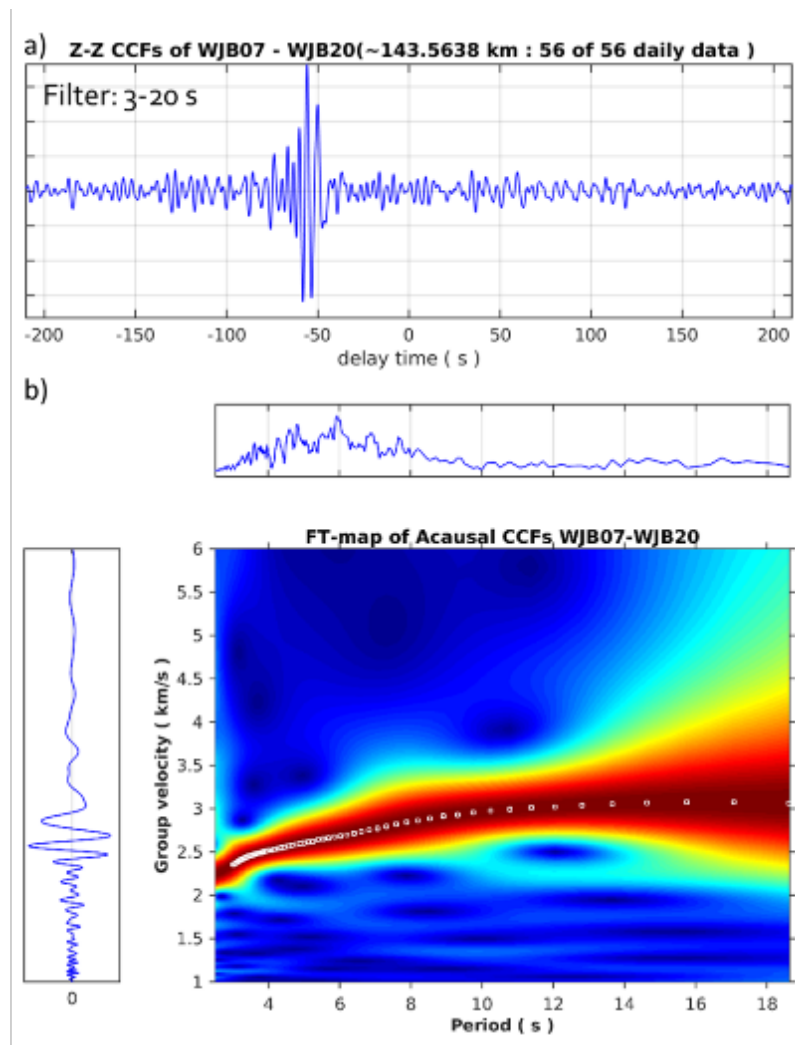 a)
Z-Z CCFs of WJB07 - WJB20(~143.5638 km : 56 of 56 daily data )
Filter: 3-20 s
-200 -150 -100 -50 0 50 100 150 200
delay time ( s )
b)
FT-map of Acausal CCFs WJB07-WJB20
6
5.5
5
4.5
4
3.5
3
2.5
2
1.5
1
Group velocity ( km/s )
0
4 6 8 10 12 14 16 18
Period ( s )